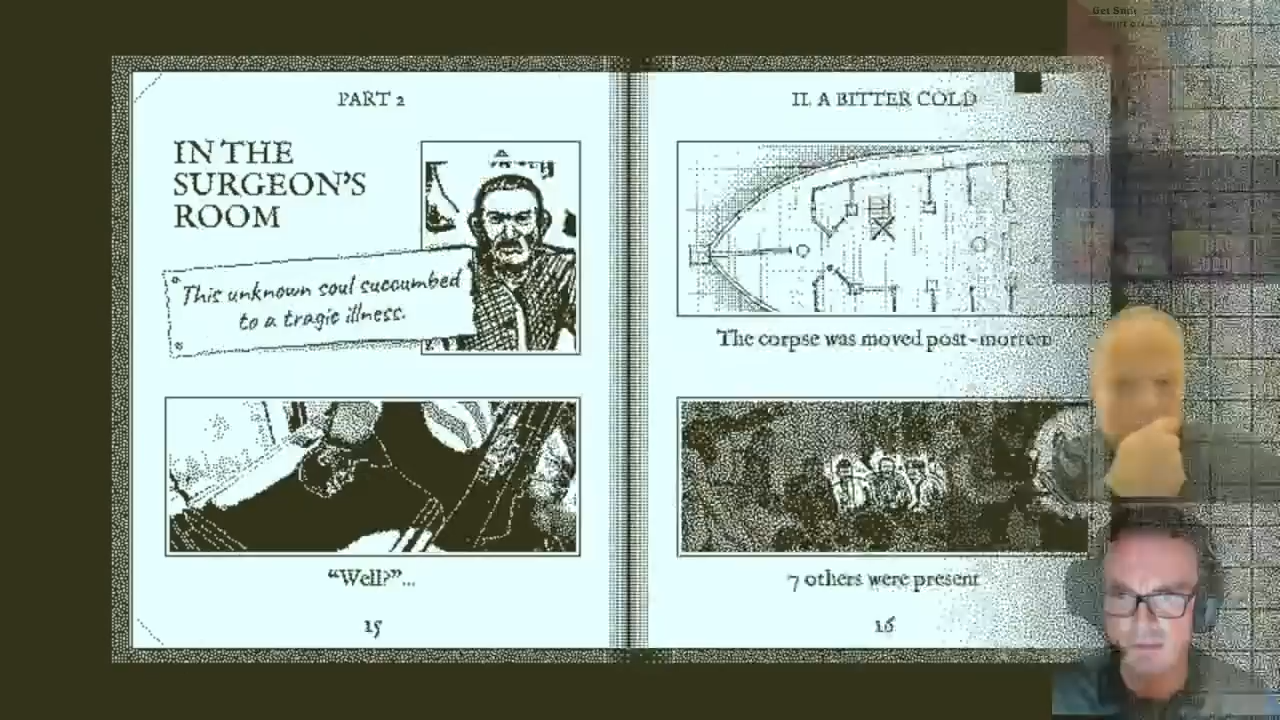 PART 2
IN THE
SURGEON'S
ROOM
This unknown soul succumbed
to a tragic illness.
"Well?"...
15
II. A BITTER COLD
The corpse was moved post-mortem
7 others were present
16